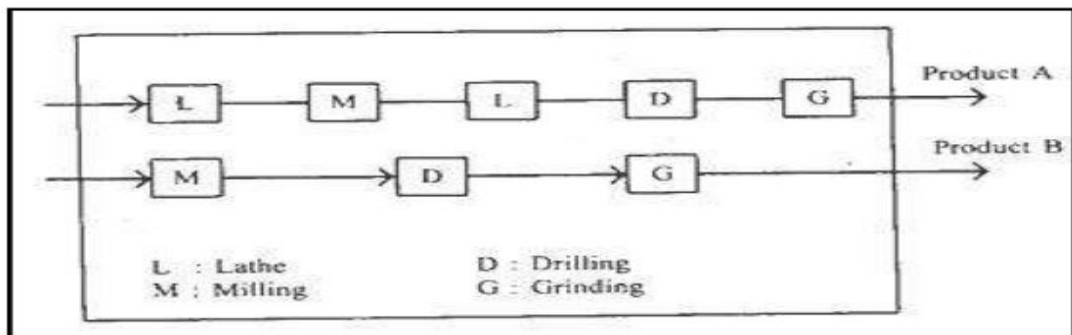 L M L D G Product A
M D G Product B
L : Lathe D : Drilling
M : Milling G : Grinding